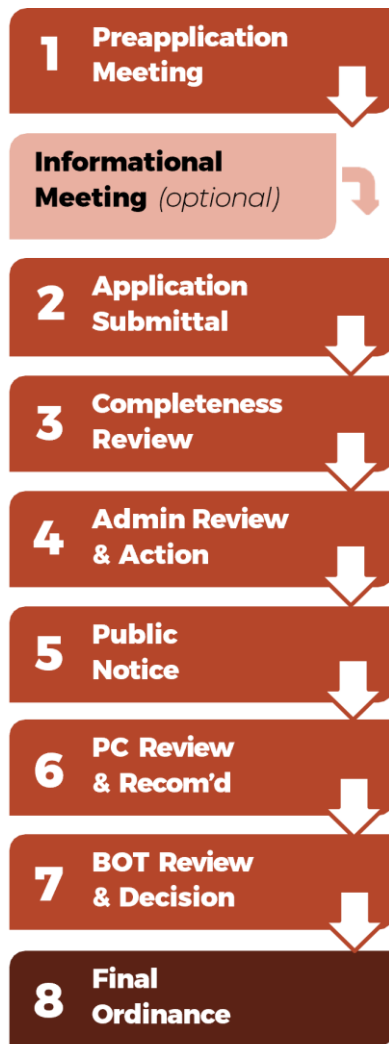 1 Preapplication
Meeting
Informational
Meeting (optional)
2 Application
Submittal
3 Completeness
Review
4 Admin Review
& Action
5 Public
Notice
6 PC Review
& Recom’d
7 BOT Review
& Decision
8 Final
Ordinance